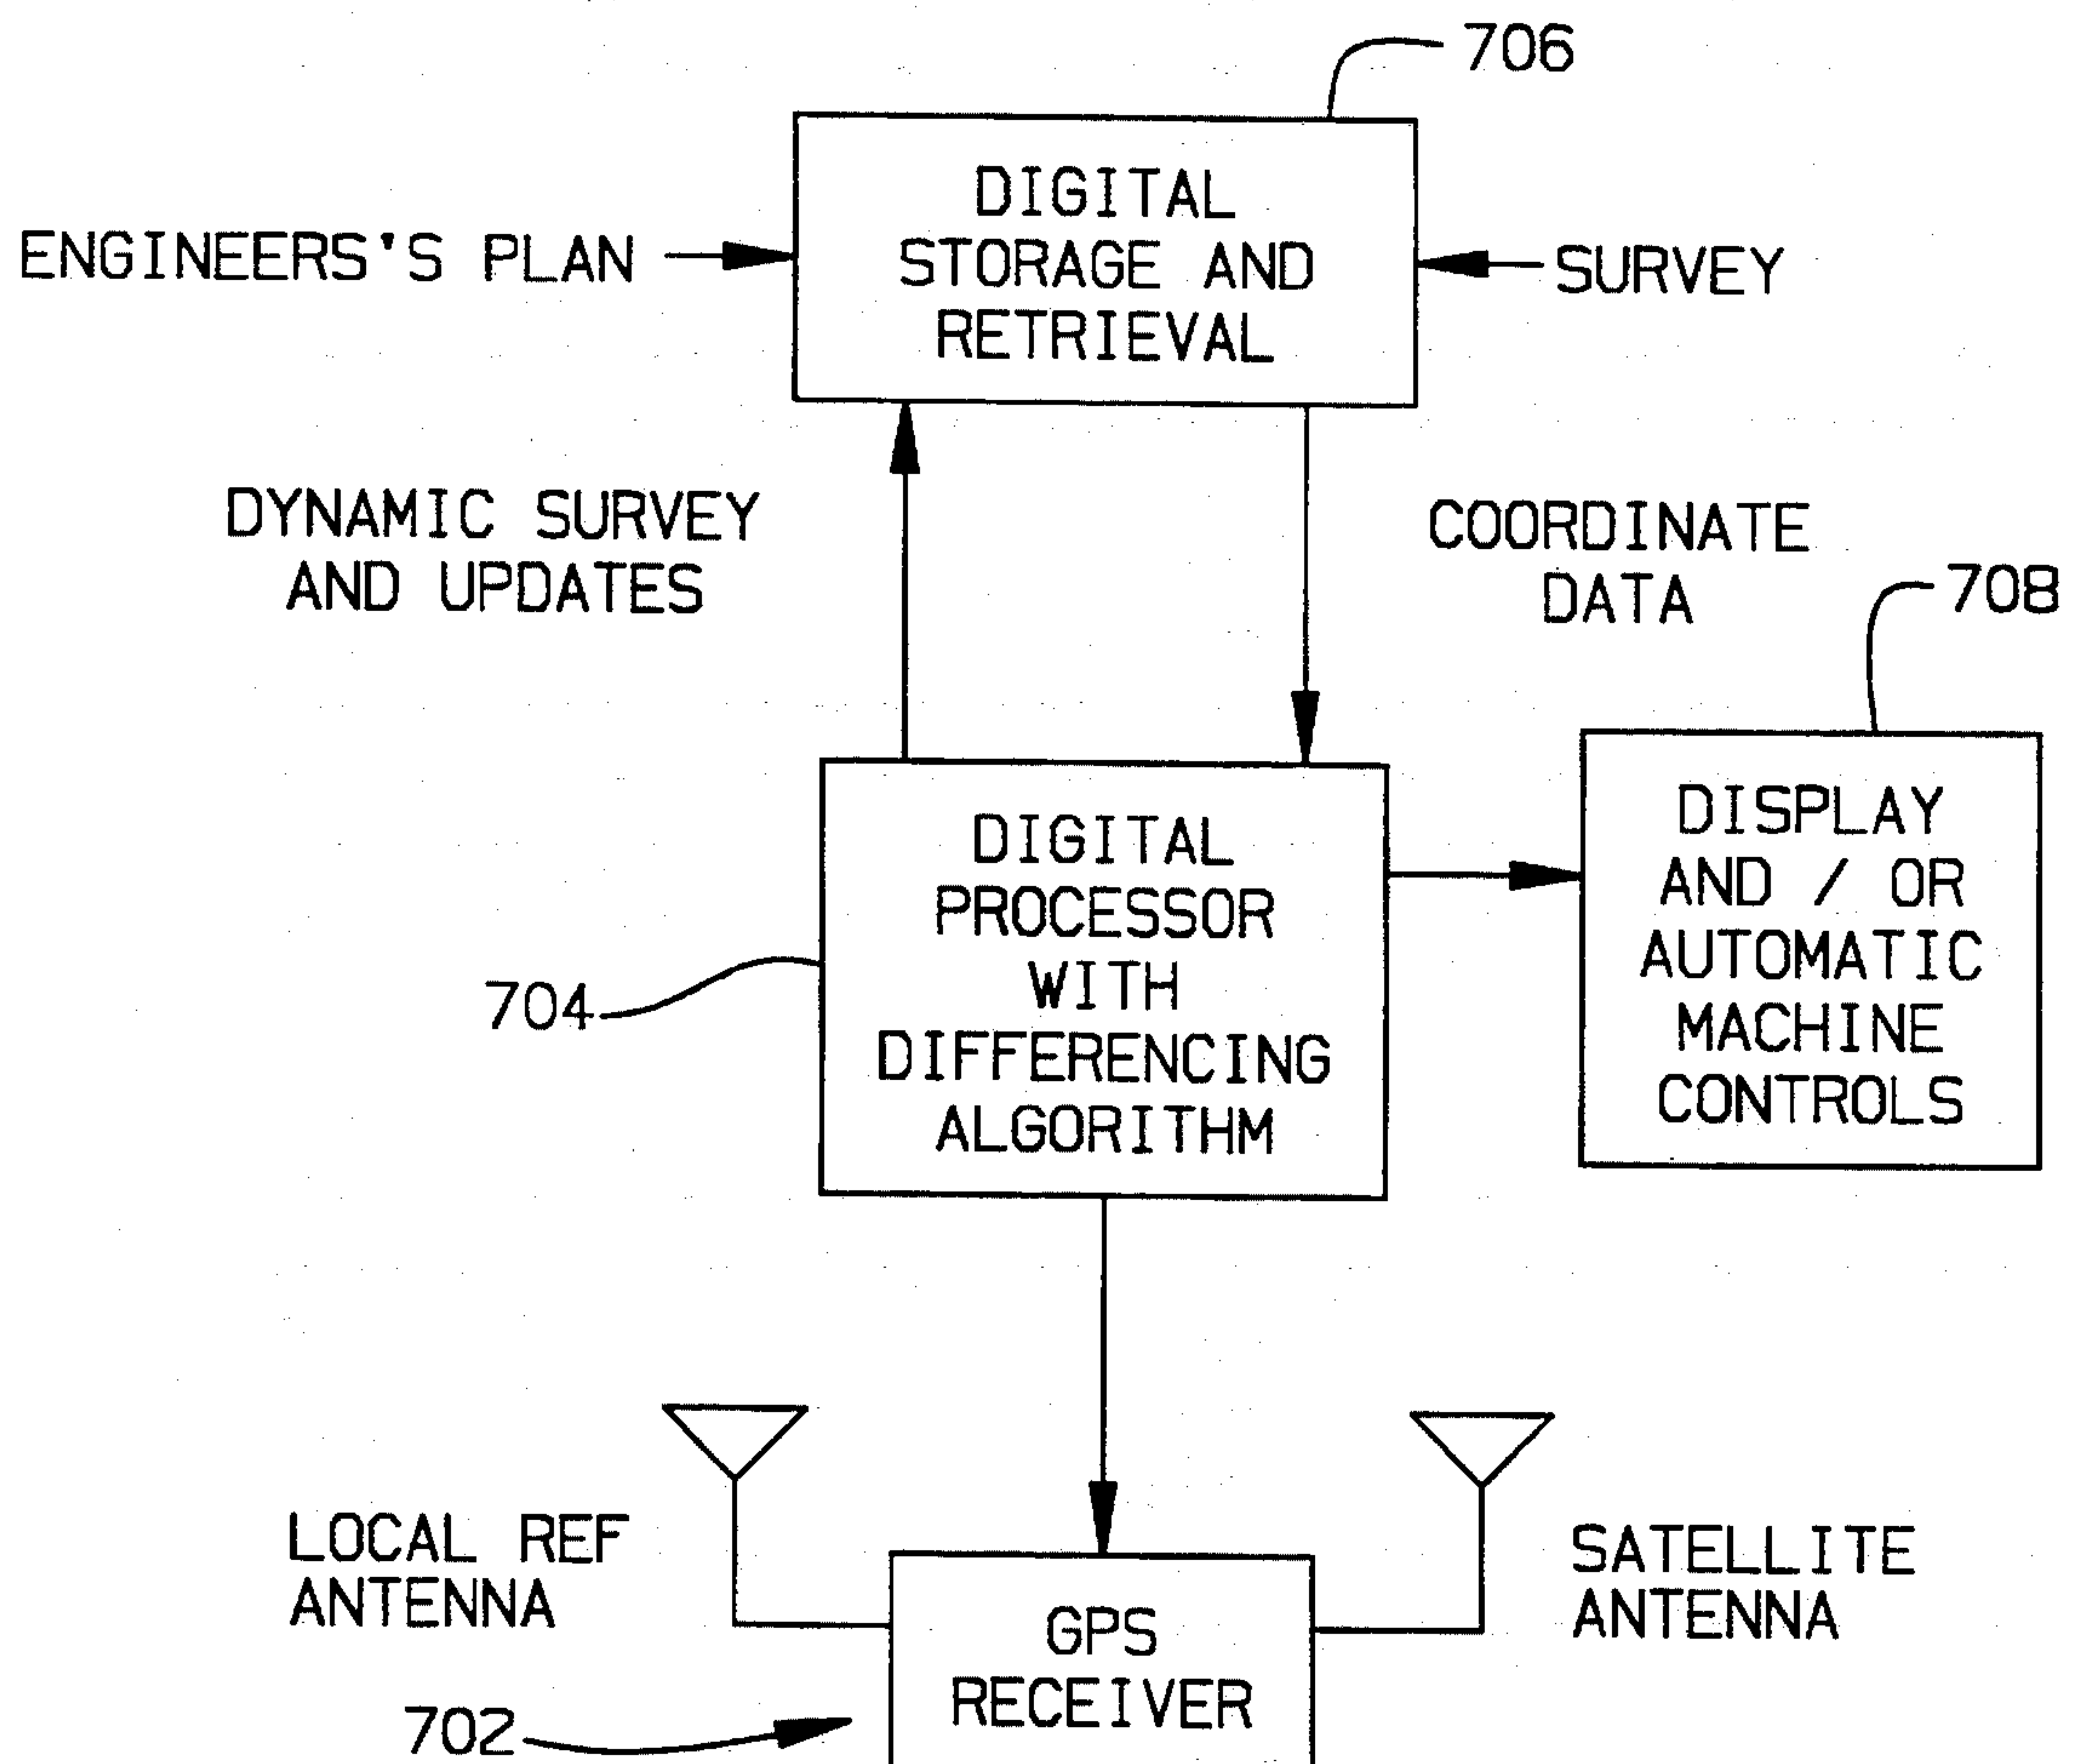 706
DIGITAL
STORAGE AND
RETRIEVAL
ENGINEERS'S PLAN
SURVEY
DYNAMIC SURVEY
AND UPDATES
COORDINATE
DATA
708
DIGITAL
PROCESSOR
WITH
DIFFERENCING
ALGORITHM
704
DISPLAY
AND / OR
AUTOMATIC
MACHINE
CONTROLS
LOCAL REF
ANTENNA
SATELLITE
ANTENNA
GPS
RECEIVER
702